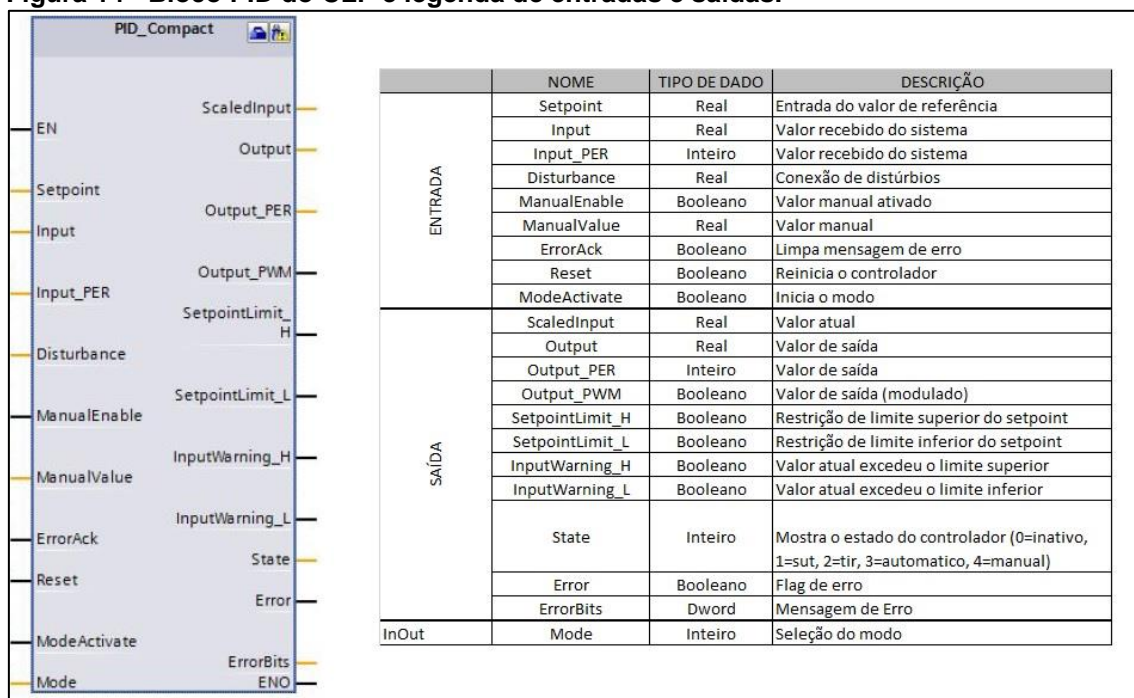 Figura 14 - Bloco PID do CLP e legenda de entradas e saídas.
PID_Compact
EN
Setpoint
Input
Input_PER
Disturbance
ManualEnable
ManualValue
ErrorAck
Reset
ModeActivate
Mode
ScaledInput
Output
Output_PER
Output_PWM
SetpointLimit_
H
SetpointLimit_L
InputWarning_H
InputWarning_L
State
Error
ErrorBits
ENO
NOME TIPO DE DADO DESCRIÇÃO
ENTRADA
Setpoint Real Entrada do valor de referência
Input Real Valor recebido do sistema
Input_PER Inteiro Valor recebido do sistema
Disturbance Real Conexão de distúrbios
ManualEnable Booleano Valor manual ativado
ManualValue Real Valor manual
ErrorAck Booleano Limpa mensagem de erro
Reset Booleano Reinicia o controlador
ModeActivate Booleano Inicia o modo
SAÍDA
ScaledInput Real Valor atual
Output Real Valor de saída
Output_PER Inteiro Valor de saída
Output_PWM Booleano Valor de saída (modulado)
SetpointLimit_H Booleano Restrição de limite superior do setpoint
SetpointLimit_L Booleano Restrição de limite inferior do setpoint
InputWarning_H Booleano Valor atual excedeu o limite superior
InputWarning_L Booleano Valor atual excedeu o limite inferior
State Inteiro Mostra o estado do controlador (0=inativo,
1=sut, 2=tir, 3=automatico, 4=manual)
Error Booleano Flag de erro
ErrorBits Dword Mensagem de Erro
InOut Mode Inteiro Seleção do modo